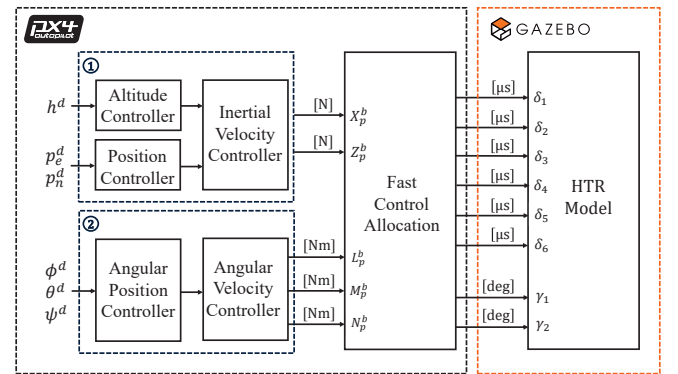 px4
autopilot
GAZEBO
①
h^d
Altitude
Controller
p_e^d
p_n^d
Position
Controller
Inertial
Velocity
Controller
[N]
X_p^b
[N]
Z_p^b
②
ϕ^d
θ^d
ψ^d
Angular
Position
Controller
Angular
Velocity
Controller
[Nm]
L_p^b
[Nm]
M_p^b
[Nm]
N_p^b
Fast
Control
Allocation
[μs]
δ_1
[μs]
δ_2
[μs]
δ_3
[μs]
δ_4
[μs]
δ_5
[μs]
δ_6
[deg]
γ_1
[deg]
γ_2
HTR
Model